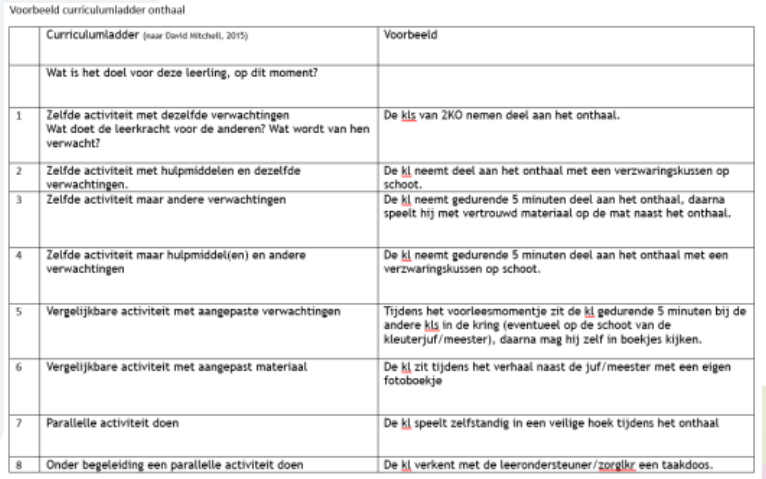 Voorbeeld curriculumladder onthaal
Curriculumladder (naar David Mitchell, 2015)
Voorbeeld
Wat is het doel voor deze leerling, op dit moment?
1
Zelfde activiteit met dezelfde verwachtingen
Wat doet de leerkracht voor de anderen? Wat wordt van hen
verwacht?
De kls van 2KO nemen deel aan het onthaal.
2
Zelfde activiteit met hulpmiddelen en dezelfde
verwachtingen.
De kl neemt deel aan het onthaal met een verzwaringskussen op
schoot.
3
Zelfde activiteit maar andere verwachtingen
De kl neemt gedurende 5 minuten deel aan het onthaal, daarna
speelt hij met vertrouwd materiaal op de mat naast het onthaal.
4
Zelfde activiteit maar hulpmiddel(en) en andere
verwachtingen
De kl neemt gedurende 5 minuten deel aan het onthaal met een
verzwaringskussen op schoot.
5
Vergelijkbare activiteit met aangepaste verwachtingen
Tijdens het voorleesmomentje zit de kl gedurende 5 minuten bij de
andere kls in de kring (eventueel op de schoot van de
kleuterjuf/meester), daarna mag hij zelf in boekjes kijken.
6
Vergelijkbare activiteit met aangepast materiaal
De kl zit tijdens het verhaal naast de juf/meester met een eigen
fotoboekje
7
Parallelle activiteit doen
De kl speelt zelfstandig in een veilige hoek tijdens het onthaal
8
Onder begeleiding een parallelle activiteit doen
De kl verkent met de leerondersteuner/zorglkr een taakdoos.